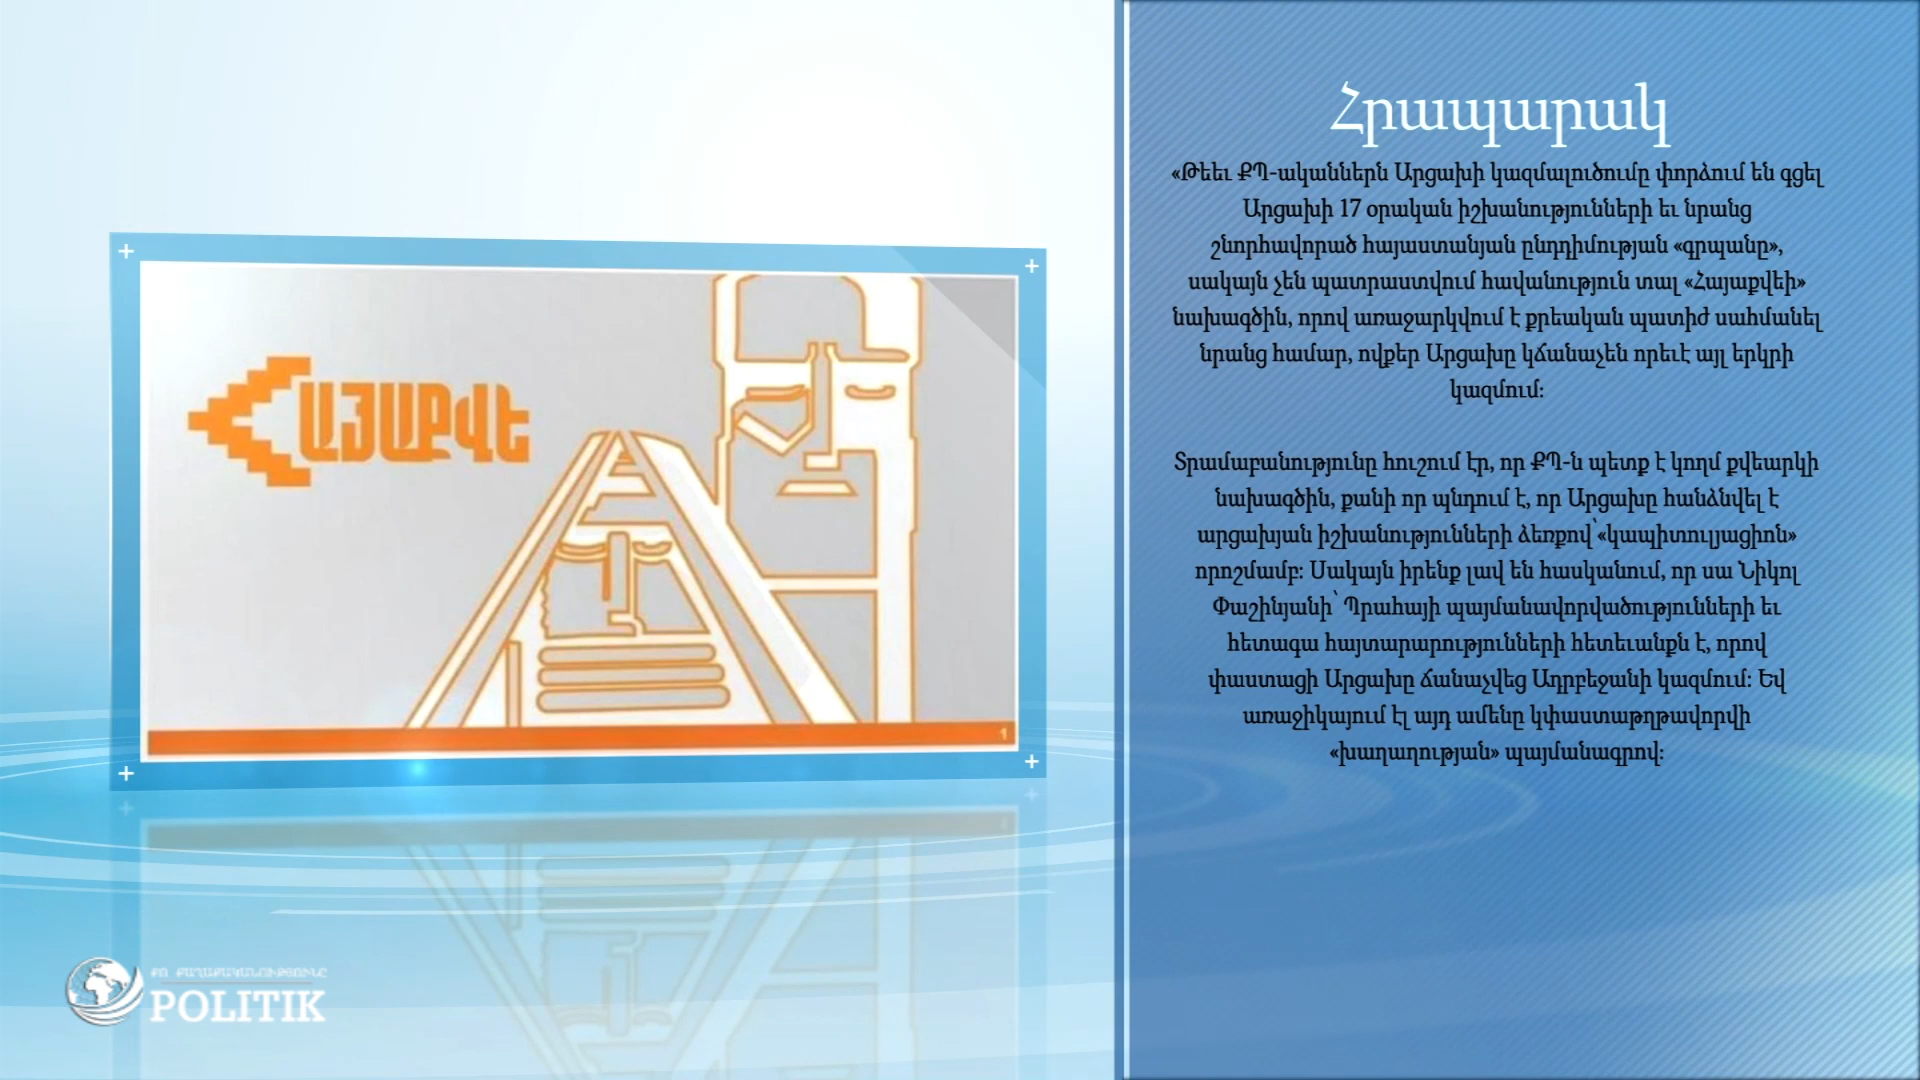 ՀԱՅԱՔՎԵ
1
ՔՈ ՔԱՂԱՔԱԿԱՆՈՒԹՅՈՒՆԸ
POLITIK
Հրապարակ
«Թեեւ ՔՊ-ականներն Արցախի կազմալուծումը փորձում են գցել
Արցախի 17 օրական իշխանությունների եւ նրանց
շնորհավորած հայաստանյան ընդդիմության «գրպանը»,
սակայն չեն պատրաստվում հավանություն տալ «Հայաքվեի»
նախագծին, որով առաջարկվում է քրեական պատիժ սահմանել
նրանց համար, ովքեր Արցախը կճանաչեն որեւէ այլ երկրի
կազմում։
Տրամաբանությունը հուշում էր, որ ՔՊ-ն պետք է կողմ քվեարկի
նախագծին, քանի որ պնդում է, որ Արցախը հանձնվել է
արցախյան իշխանությունների ձեռքով՝ «կապիտուլյացիոն»
որոշմամբ։ Սակայն իրենք լավ են հասկանում, որ սա Նիկոլ
Փաշինյանի՝ Պրահայի պայմանավորվածությունների եւ
հետագա հայտարարությունների հետեւանքն է, որով
փաստացի Արցախը ճանաչվեց Ադրբեջանի կազմում։ Եվ
առաջիկայում էլ այդ ամենը կփաստաթղթավորվի
«խաղաղության» պայմանագրով։